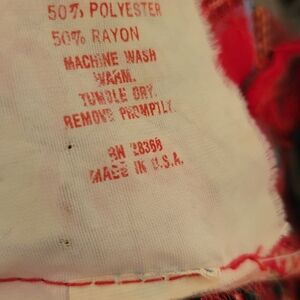 50% POLYESTER
50% RAYON
MACHINE WASH
WARM.
TUMBLE DRY.
REMOVE PROMPTLY
RN 28368
MADE IN U.S.A.